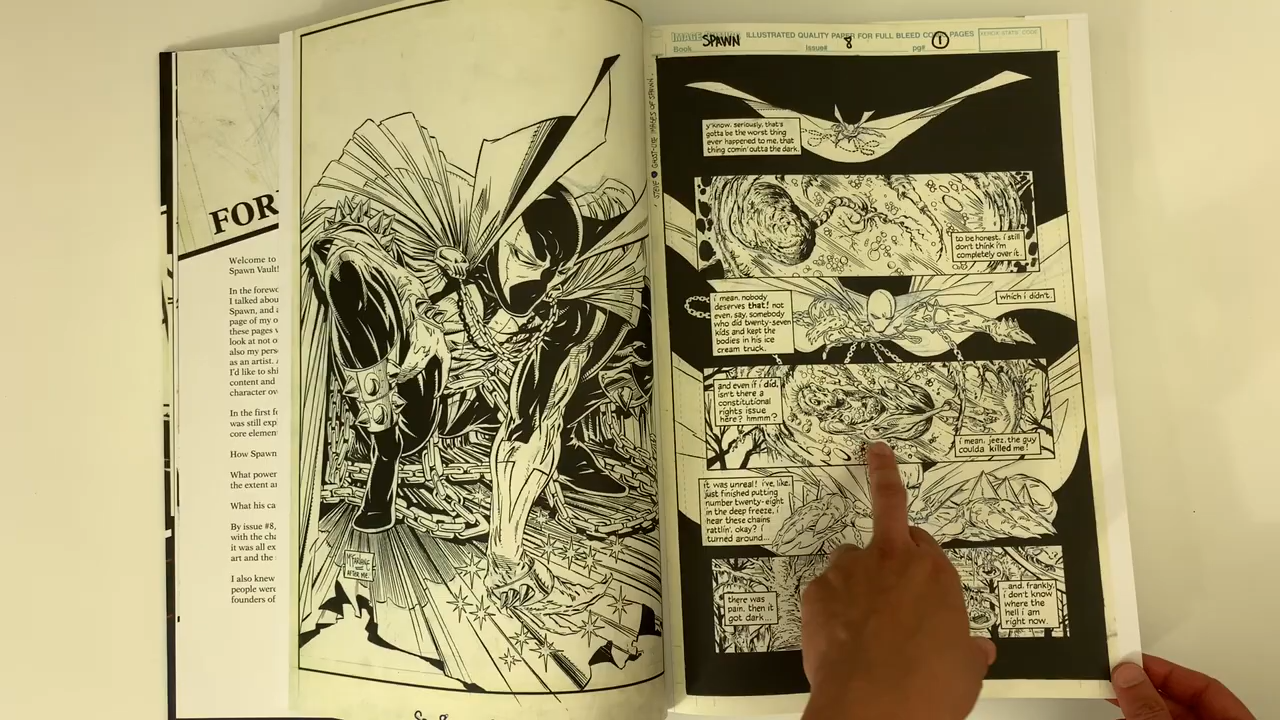 FOR
Welcome to
Spawn Vault!
In the forewo
I talked abou
Spawn, and a
page of my o
these pages w
look at not o
also my perso
as an artist.
I'd like to sh
content and
character ov
In the first f
was still exp
core elemen
How Spawn
What power
the extent a
What his ca
By issue #8,
with the cha
it was all ex
art and the
I also knew
people were
founders of
Book SPAWN
ILLUSTRATED QUALITY PAPER FOR FULL BLEED PAGES
Issue# 8
pg# 1
y'know, seriously, that's
gotta be the worst thing
ever happened to me. that
thing comin' outta the dark.
to be honest, i still
don't think i'm
completely over it.
i mean, nobody
deserves that! not
even, say, somebody
who did twenty-seven
kids and kept the
bodies in his ice
cream truck.
which i didn't.
and even if i did,
isn't there a
constitutional
rights issue
here? hmmm?
i mean, jeez, the guy
coulda killed me!
it was unreal! i've, like,
just finished putting
number twenty-eight
in the deep freeze, i
hear these chains
rattlin', okay? i
turned around...
there was
pain. then it
got dark...
and, frankly,
i don't know
where the
hell i am
right now.